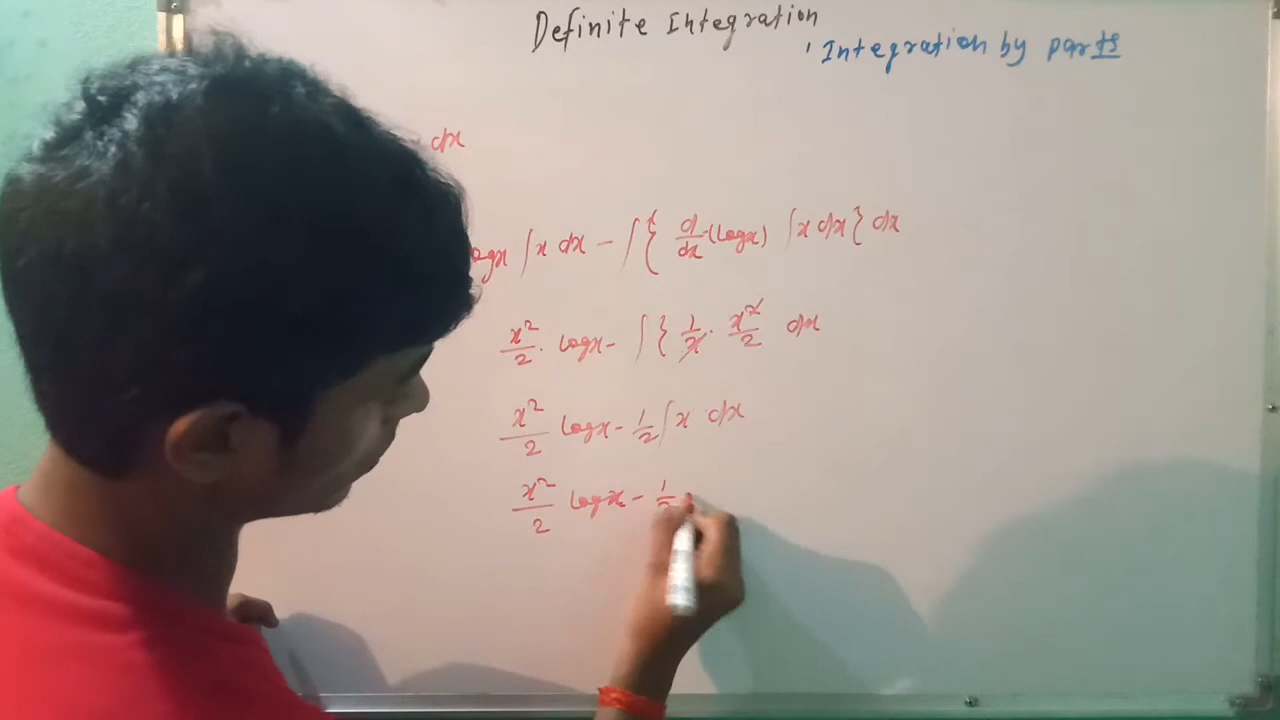 Definite Integration
'Integration by parts
dx
logx ∫x dx - ∫{ d/dx (logx) ∫x dx} dx
x²/2 . logx - ∫{ 1/x . x²/2 dx
x²/2 logx - 1/2 ∫x dx
x²/2 logx - 1/2